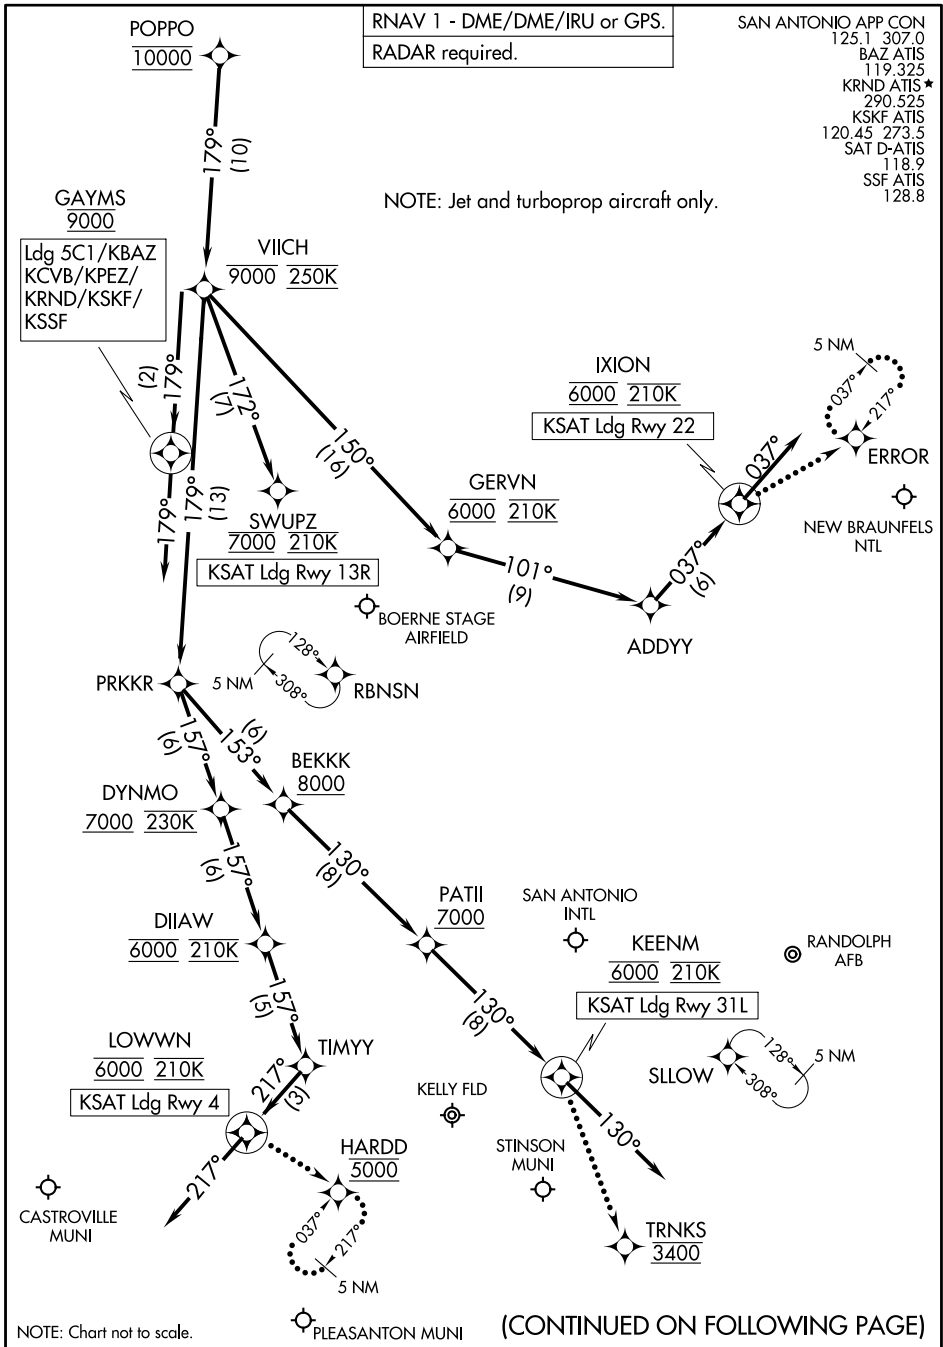 RNAV 1 - DME/DME/IRU or GPS.
RADAR required.
SAN ANTONIO APP CON
125.1 307.0
BAZ ATIS
119.325
KRND ATIS★
290.525
KSKF ATIS
120.45 273.5
SAT D-ATIS
118.9
SSF ATIS
128.8
POPPO
10000
179°
(10)
NOTE: Jet and turboprop aircraft only.
GAYMS
9000
Ldg 5C1/KBAZ
KCVB/KPEZ/
KRND/KSKF/
KSSF
VIICH
9000 250K
179°
(2)
179°
179°
(13)
172°
(7)
SWUPZ
7000 210K
KSAT Ldg Rwy 13R
150°
(16)
GERVN
6000 210K
101°
(9)
ADDYY
037°
(6)
IXION
6000 210K
KSAT Ldg Rwy 22
037°
5 NM
037°
217°
ERROR
NEW BRAUNFELS
NTL
BOERNE STAGE
AIRFIELD
PRKKR
5 NM
128°
308°
RBNSN
157°
(6)
153°
(6)
BEKKK
8000
DYNMO
7000 230K
157°
(6)
130°
(8)
PATII
7000
SAN ANTONIO
INTL
DIIAW
6000 210K
KEENM
6000 210K
KSAT Ldg Rwy 31L
RANDOLPH
AFB
157°
(5)
130°
(8)
LOWWN
6000 210K
KSAT Ldg Rwy 4
TIMYY
217°
(3)
217°
SLLOW
128°
308°
5 NM
KELLY FLD
130°
STINSON
MUNI
HARDD
5000
037°
217°
5 NM
CASTROVILLE
MUNI
TRNKS
3400
PLEASANTON MUNI
NOTE: Chart not to scale.
(CONTINUED ON FOLLOWING PAGE)